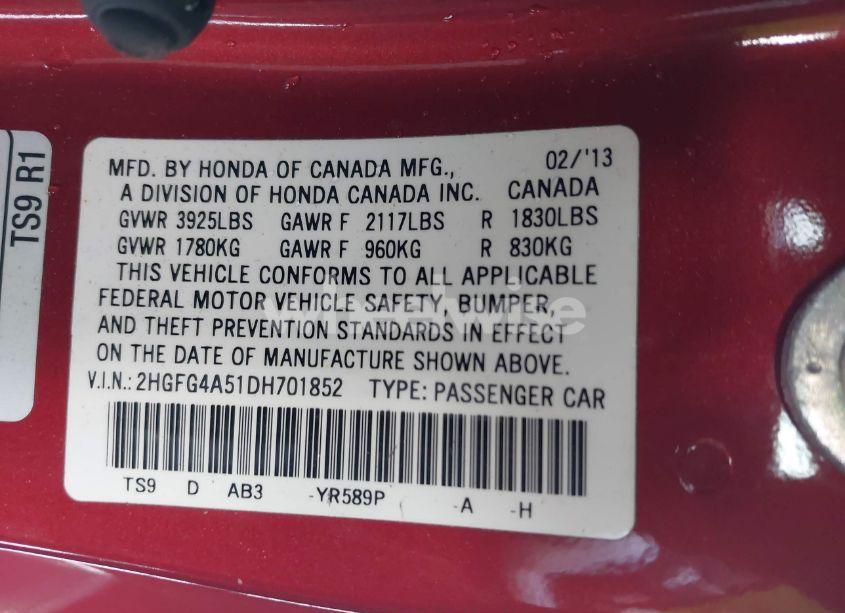 TS9 R1
MFD. BY HONDA OF CANADA MFG., 02/'13
A DIVISION OF HONDA CANADA INC. CANADA
GVWR 3925LBS GAWR F 2117LBS R 1830LBS
GVWR 1780KG GAWR F 960KG R 830KG
THIS VEHICLE CONFORMS TO ALL APPLICABLE
FEDERAL MOTOR VEHICLE SAFETY, BUMPER,
AND THEFT PREVENTION STANDARDS IN EFFECT
ON THE DATE OF MANUFACTURE SHOWN ABOVE.
V.I.N.: 2HGFG4A51DH701852 TYPE: PASSENGER CAR
TS9 D AB3 -YR589P -A -H